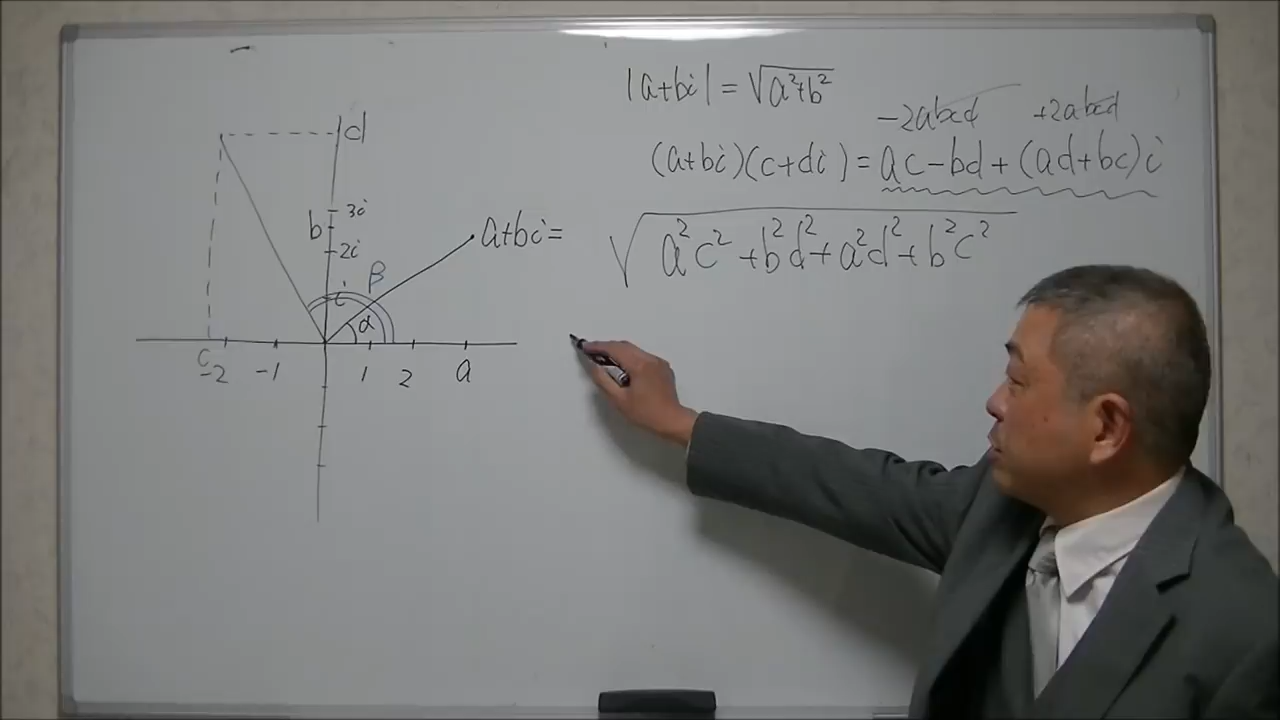 |a+bi| = √a²+b²
-2abcd +2abcd
(a+bi)(c+di) = ac-bd+(ad+bc)i
√a²c²+b²d²+a²d²+b²c²
d
3i
b
2i
a+bi=
β
i
α
c
-2 -1 1 2 a